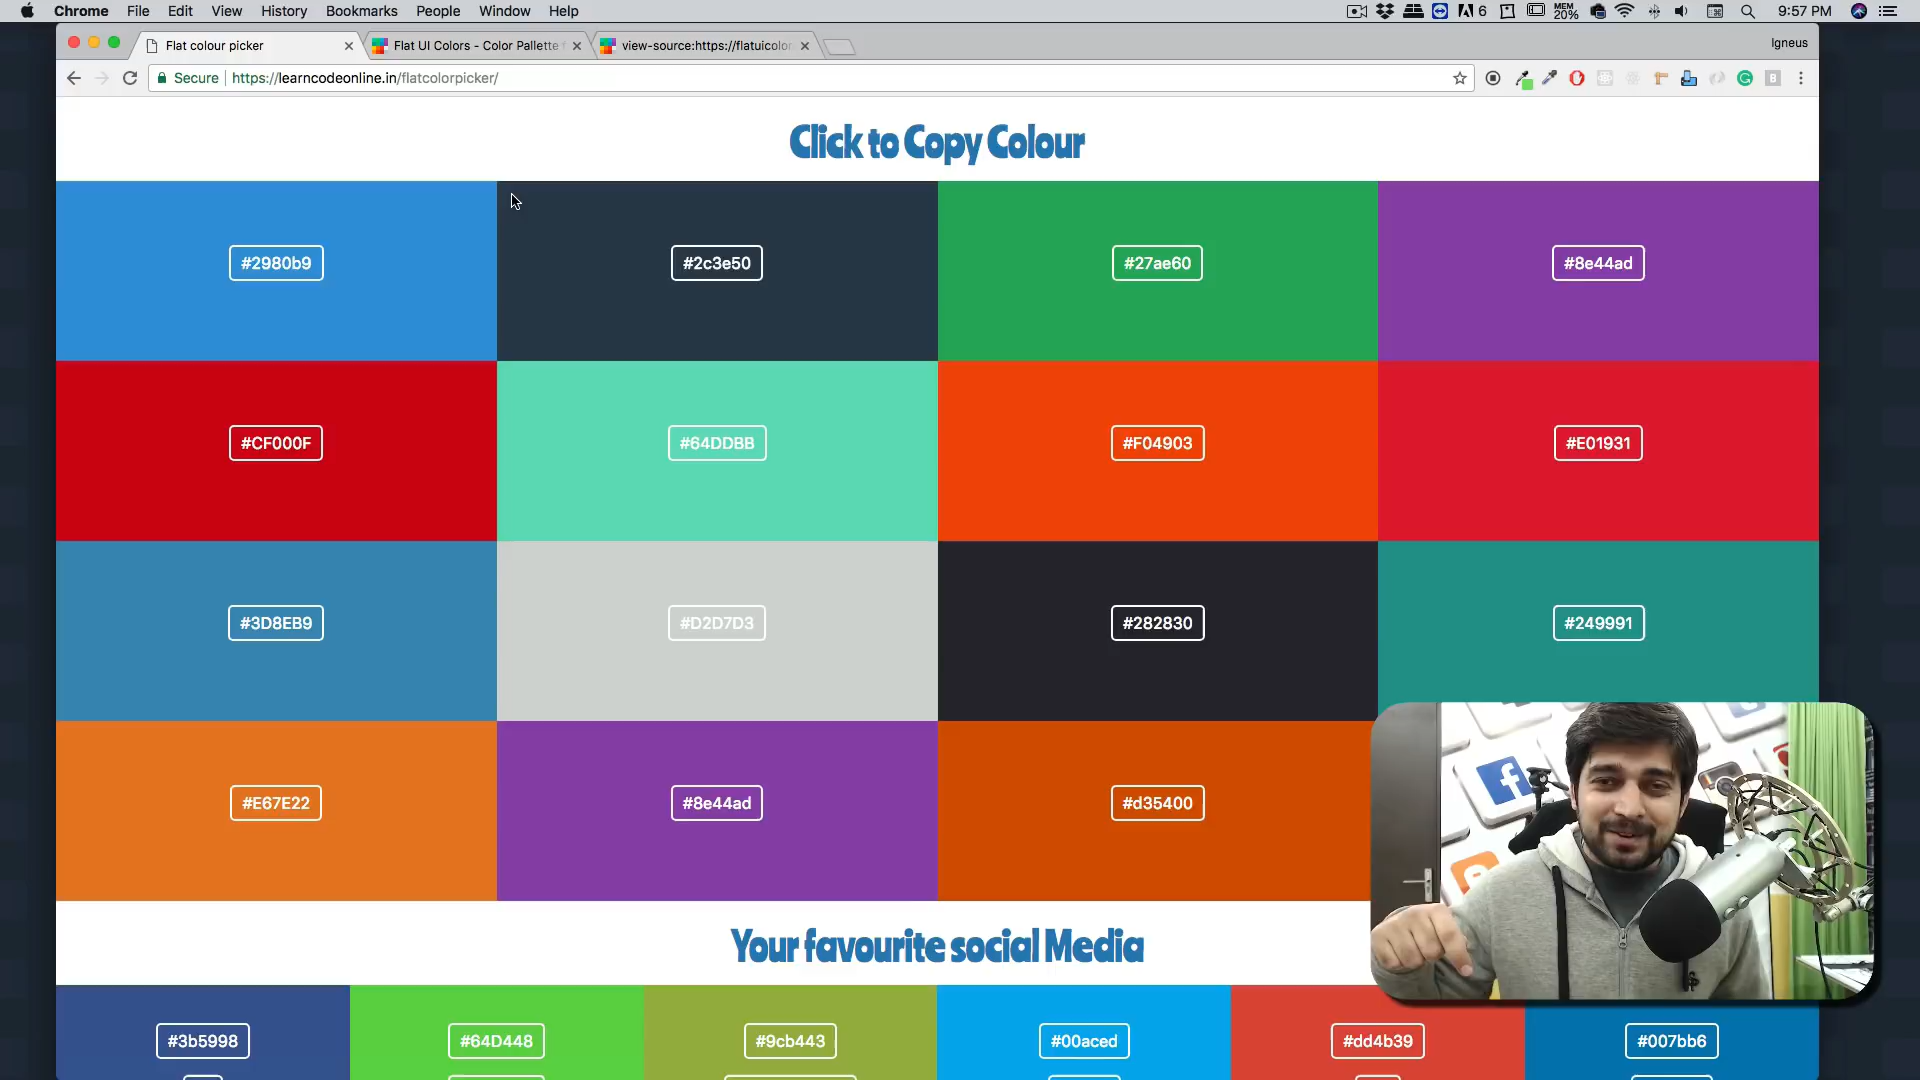 Chrome File Edit View History Bookmarks People Window Help
6 MEM 20% 9:57 PM
Flat colour picker
Flat UI Colors - Color Pallette
view-source:https://flatuicolor
Igneus
Secure https://learncodeonline.in/flatcolorpicker/
Click to Copy Colour
#2980b9 #2c3e50 #27ae60 #8e44ad
#CF000F #64DDBB #F04903 #E01931
#3D8EB9 #D2D7D3 #282830 #249991
#E67E22 #8e44ad #d35400
Your favourite social Media
#3b5998 #64D448 #9cb443 #00aced #dd4b39 #007bb6